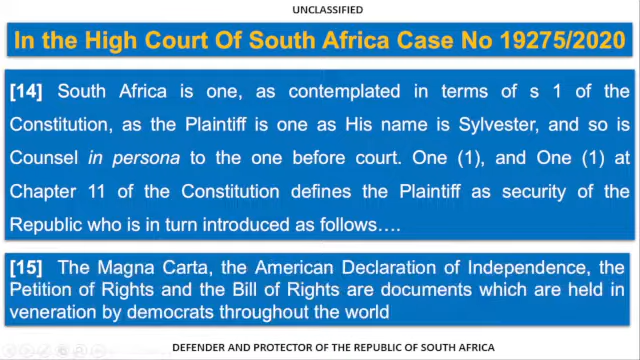 UNCLASSIFIED
In the High Court Of South Africa Case No 19275/2020
[14] South Africa is one, as contemplated in terms of s 1 of the
Constitution, as the Plaintiff is one as His name is Sylvester, and so is
Counsel in persona to the one before court. One (1), and One (1) at
Chapter 11 of the Constitution defines the Plaintiff as security of the
Republic who is in turn introduced as follows….
[15] The Magna Carta, the American Declaration of Independence, the
Petition of Rights and the Bill of Rights are documents which are held in
veneration by democrats throughout the world
DEFENDER AND PROTECTOR OF THE REPUBLIC OF SOUTH AFRICA